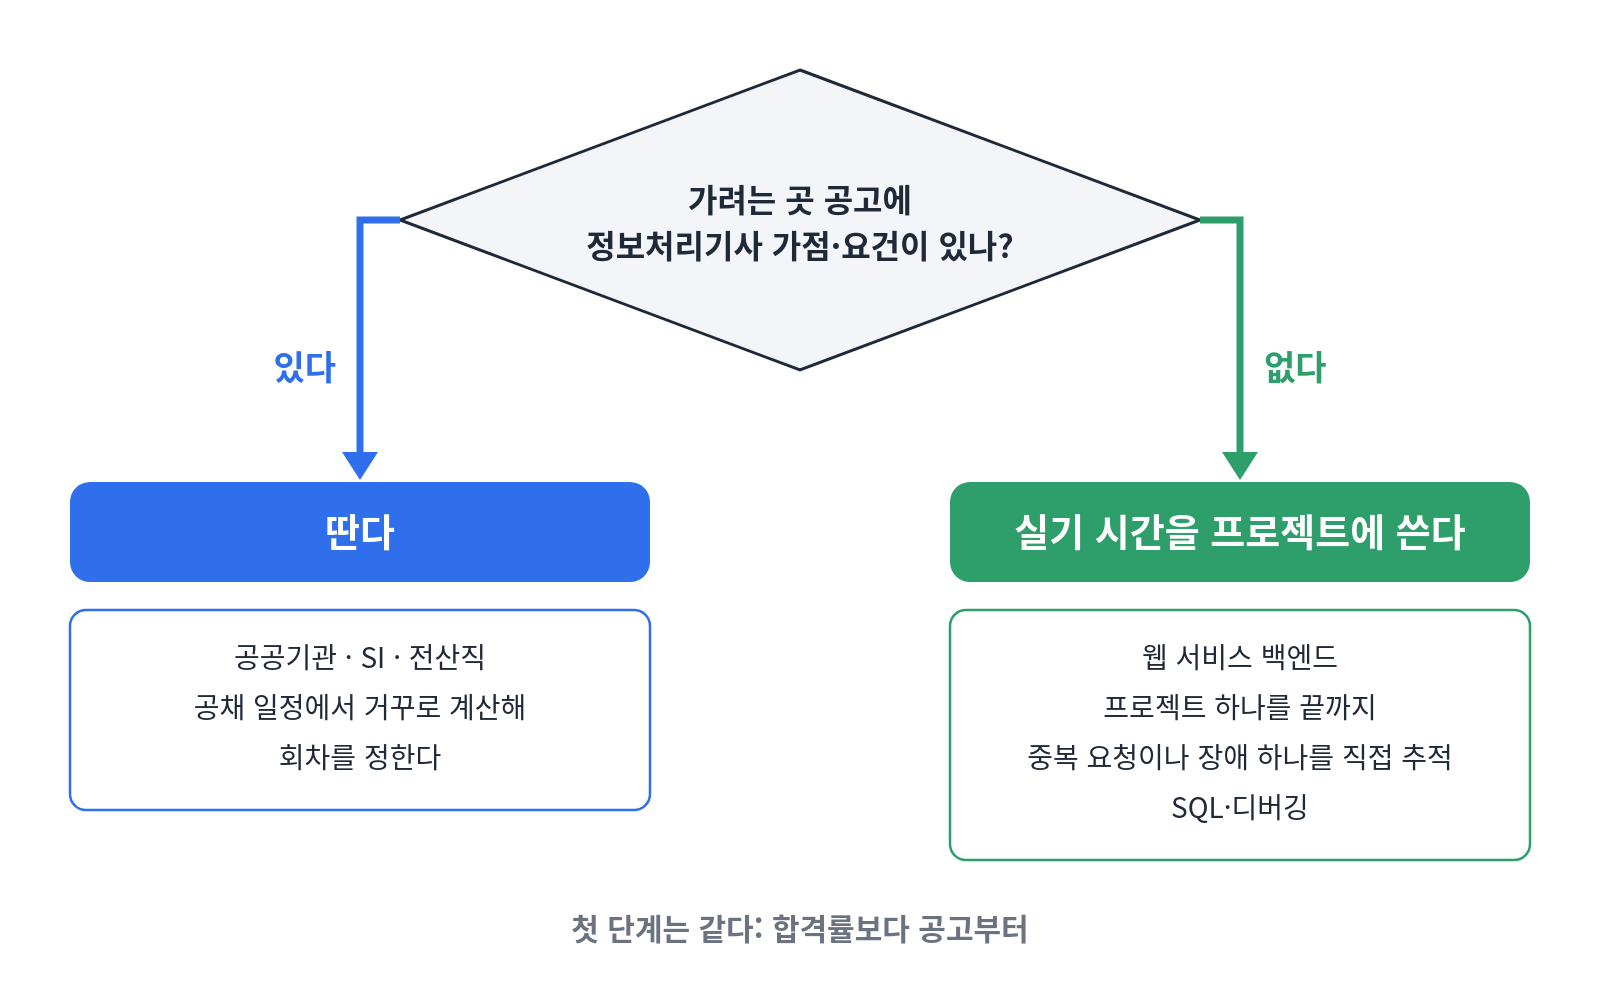 가려는 곳 공고에
정보처리기사 가점·요건이 있나?
있다
없다
딴다
실기 시간을 프로젝트에 쓴다
공공기관 · SI · 전산직
공채 일정에서 거꾸로 계산해
회차를 정한다
웹 서비스 백엔드
프로젝트 하나를 끝까지
중복 요청이나 장애 하나를 직접 추적
SQL·디버깅
첫 단계는 같다: 합격률보다 공고부터